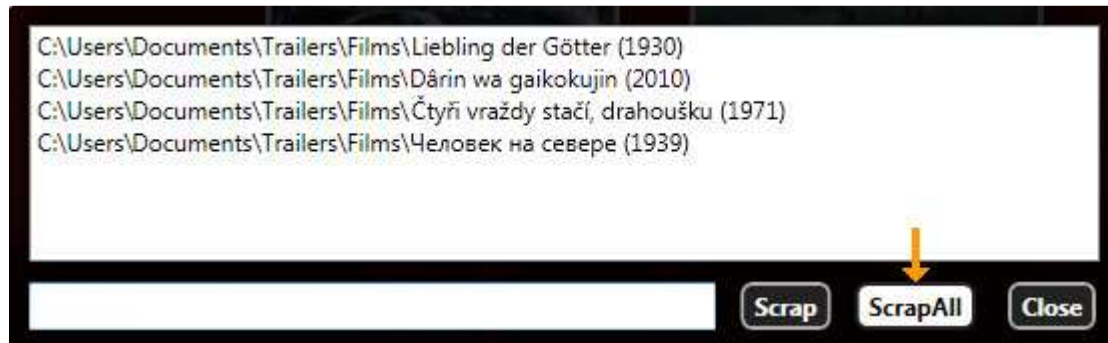 C:\Users\Documents\Trailers\Films\Liebling der Götter (1930)
C:\Users\Documents\Trailers\Films\Dârin wa gaikokujin (2010)
C:\Users\Documents\Trailers\Films\Čtyři vraždy stačí, drahoušku (1971)
C:\Users\Documents\Trailers\Films\Человек на севере (1939)
Scrap ScrapAll Close